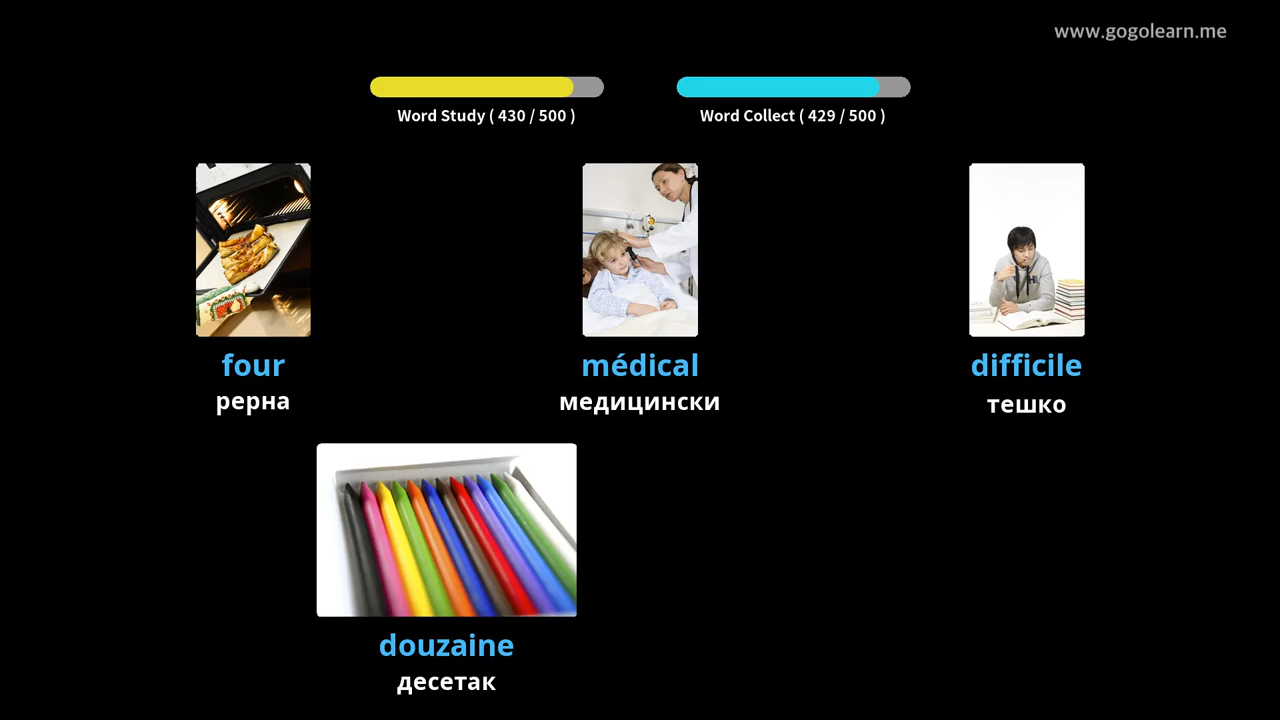 www.gogolearn.me
Word Study ( 430 / 500 )
Word Collect ( 429 / 500 )
four
рерна
médical
медицински
difficile
тешко
douzaine
десетак